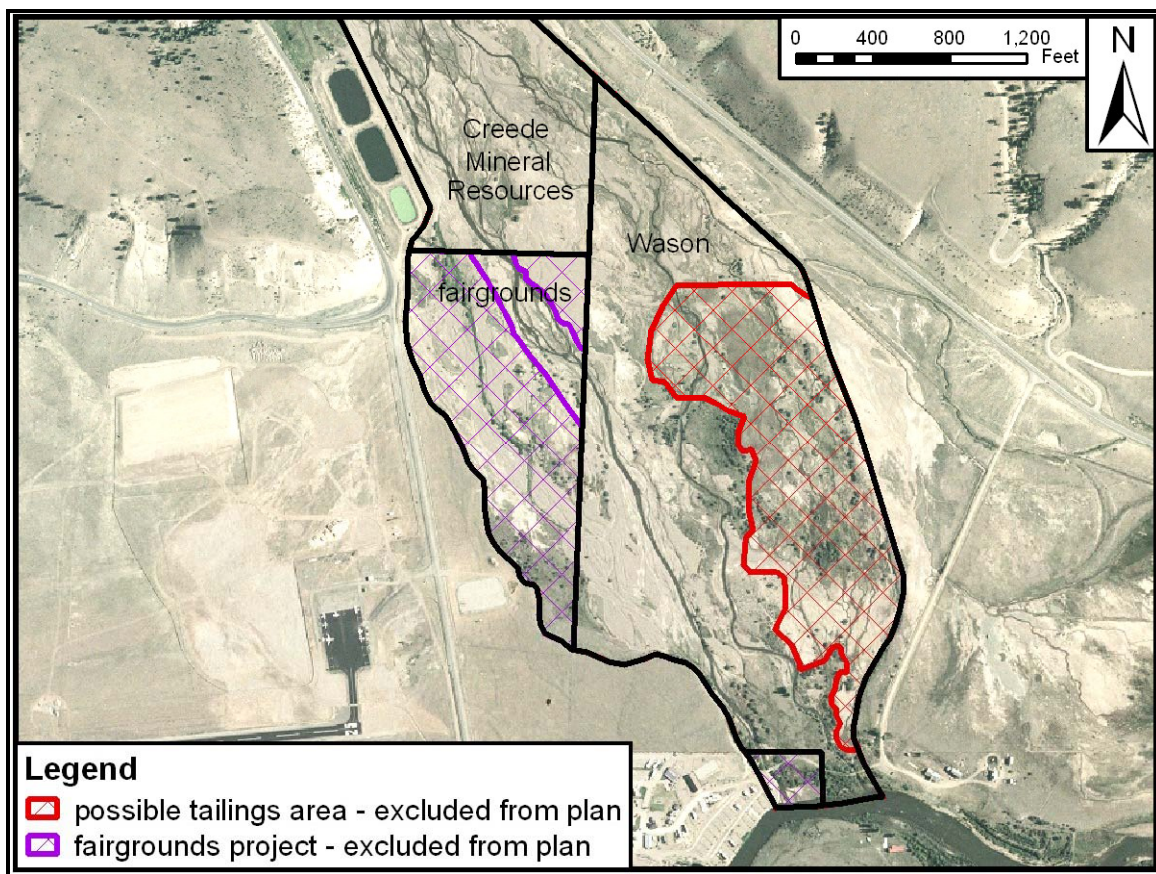 0 400 800 1,200
Feet
N
Creede
Mineral
Resources
Wason
fairgrounds
Legend
possible tailings area - excluded from plan
fairgrounds project - excluded from plan